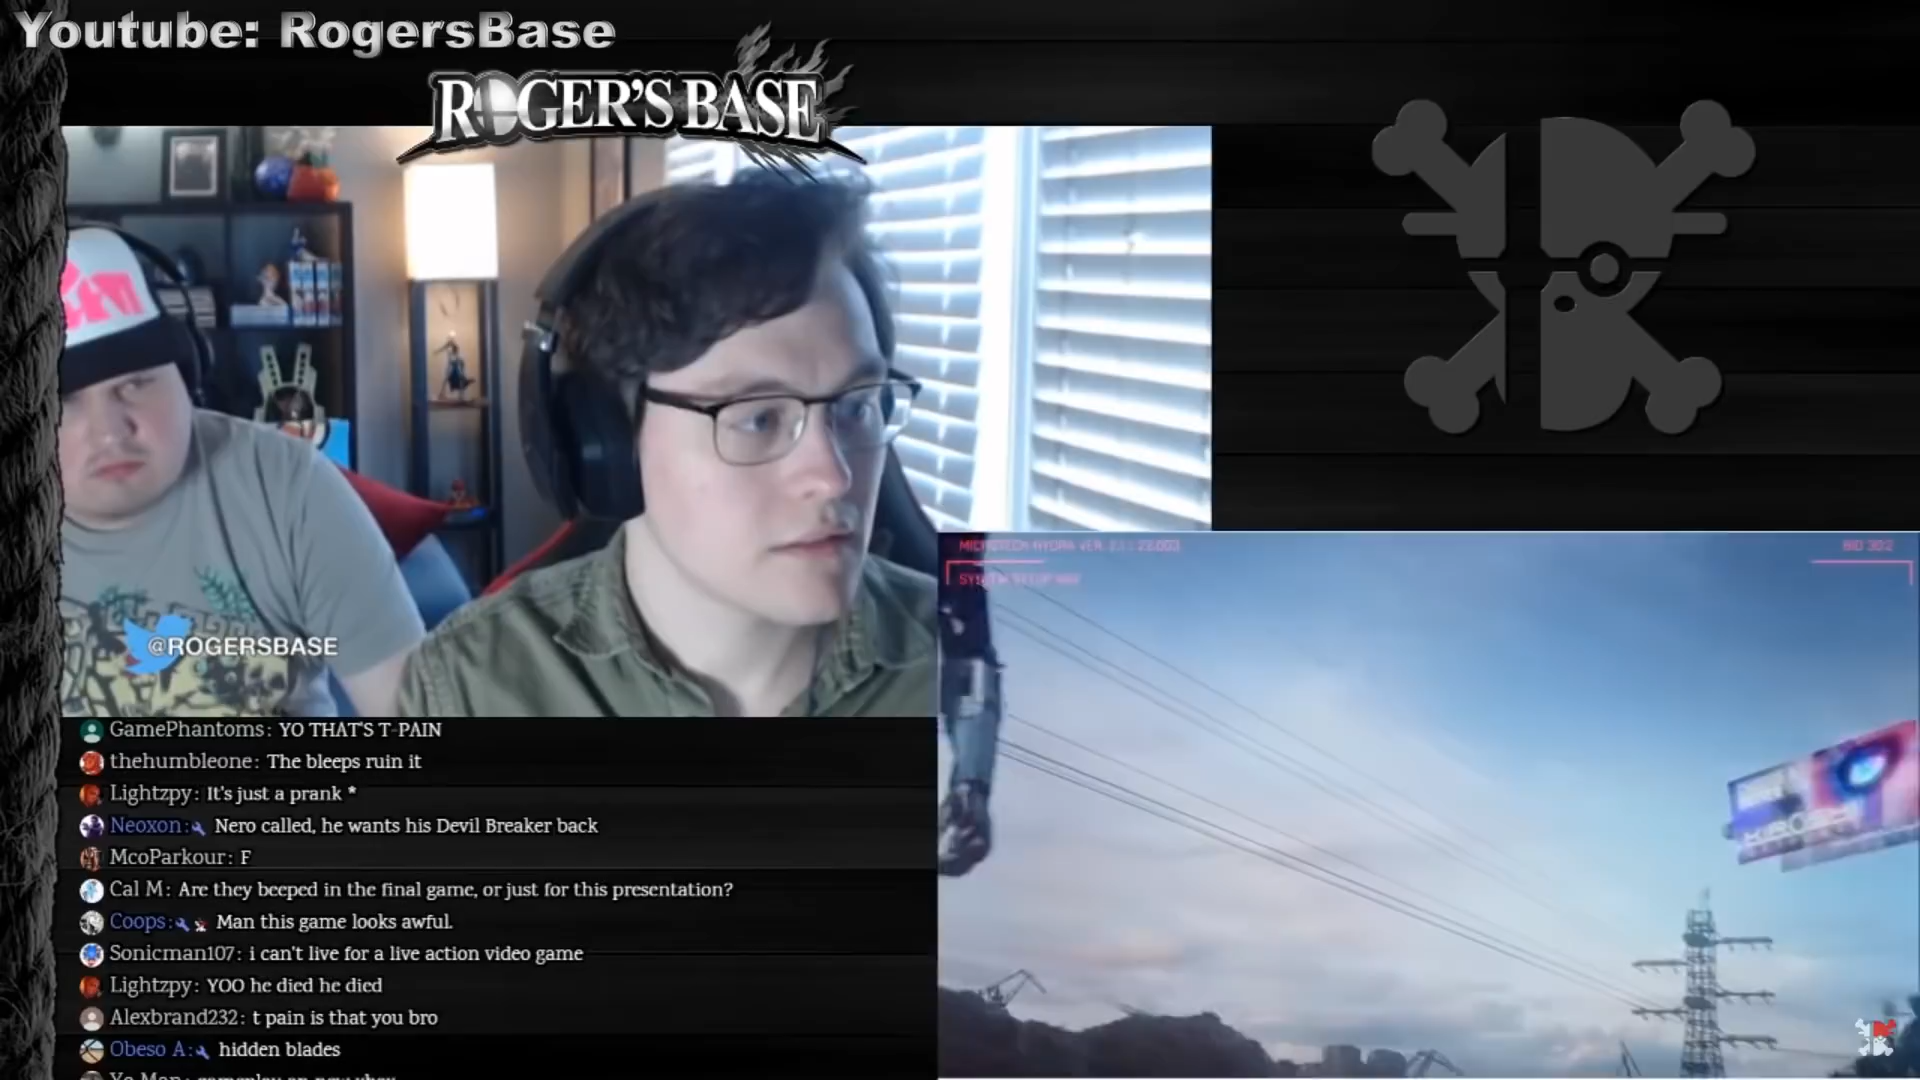 Youtube: RogersBase
ROGER'S BASE
@ROGERSBASE
GamePhantoms: YO THAT'S T-PAIN
thehumbleone: The bleeps ruin it
Lightzpy: It's just a prank *
Neoxon: Nero called, he wants his Devil Breaker back
McoParkour: F
Cal M: Are they beeped in the final game, or just for this presentation?
Coops: Man this game looks awful.
Sonicman107: i can't live for a live action video game
Lightzpy: YOO he died he died
Alexbrand232: t pain is that you bro
Obeso A: hidden blades